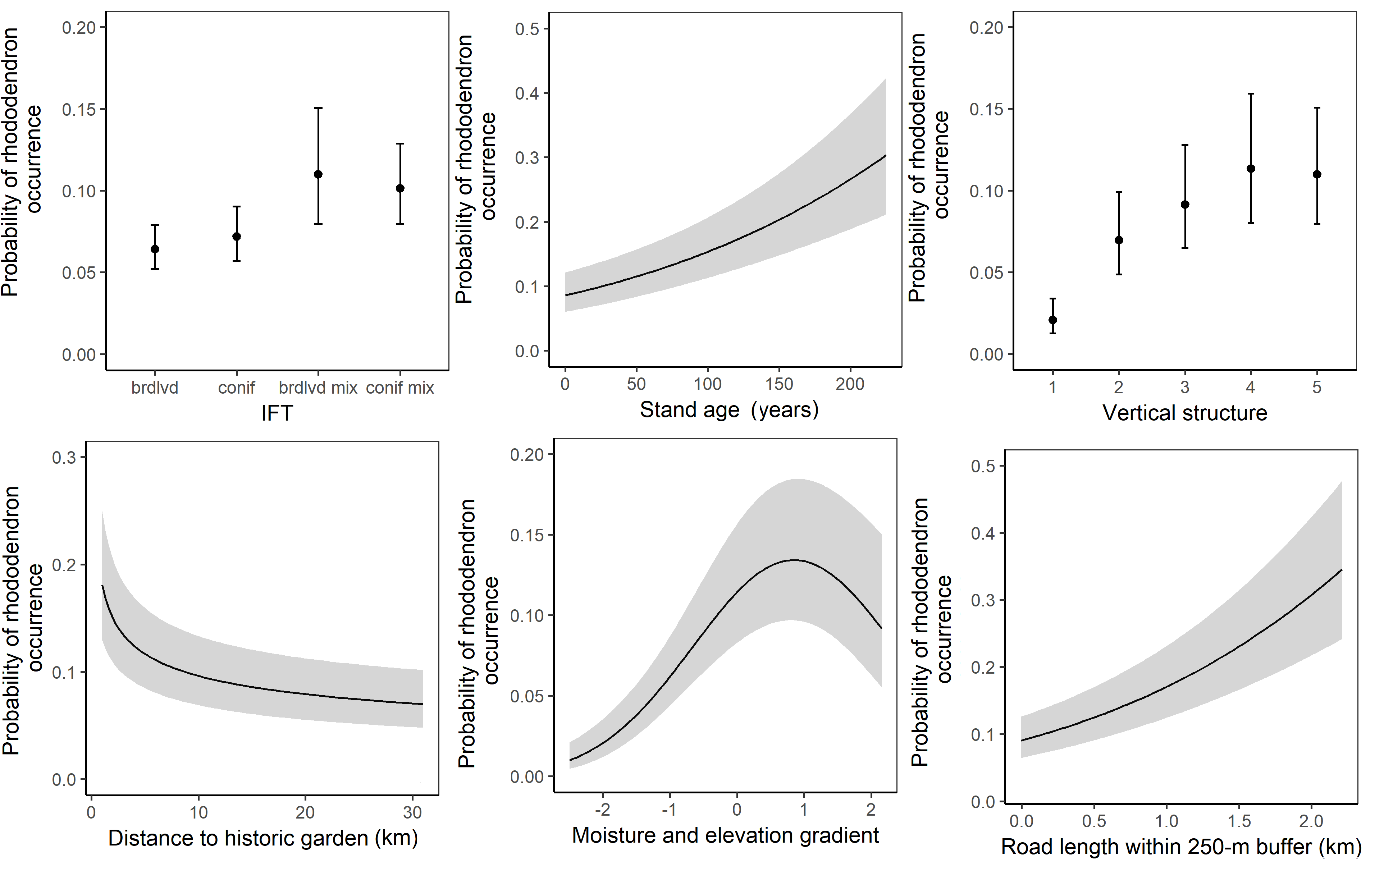 Probability of rhododendron
occurrence
0.20
0.15
0.10
0.05
0.00
brdlvd conif brdlvd mix conif mix
IFT
Probability of rhododendron
occurrence
0.5
0.4
0.3
0.2
0.1
0.0
0 50 100 150 200
Stand age (years)
Probability of rhododendron
occurrence
0.20
0.15
0.10
0.05
0.00
1 2 3 4 5
Vertical structure
Probability of rhododendron
occurrence
0.3
0.2
0.1
0.0
0 10 20 30
Distance to historic garden (km)
Probability of rhododendron
occurrence
0.20
0.15
0.10
0.05
0.00
-2 -1 0 1 2
Moisture and elevation gradient
Probability of rhododendron
occurrence
0.5
0.4
0.3
0.2
0.1
0.0
0.0 0.5 1.0 1.5 2.0
Road length within 250-m buffer (km)